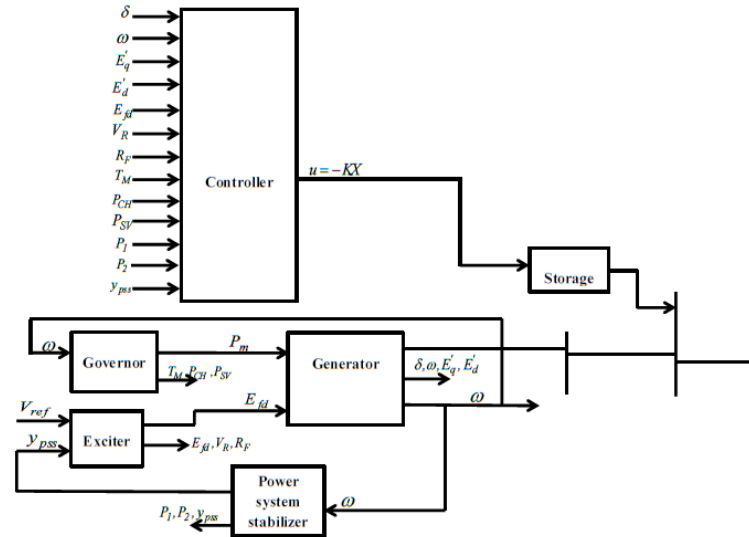 δ
ω
E'q
E'd
Efd
VR
RF
TM
PCH
PSV
P1
P2
ypss
Controller
u = −KX
Storage
ω
Governor
Pm
TM, PCH, PSV
Generator
δ, ω, E'q, E'd
ω
Vref
ypss
Exciter
Efd
Efd, VR, RF
Power
system
stabilizer
ω
P1, P2, ypss